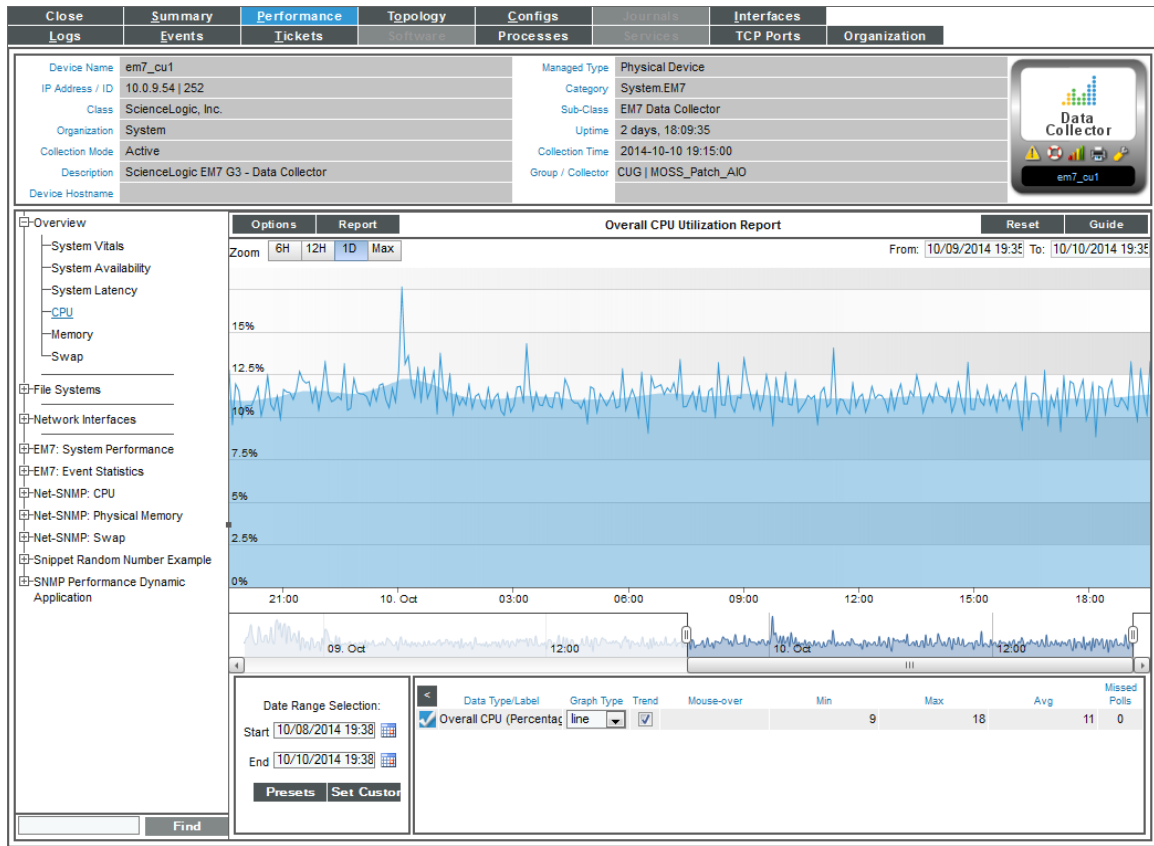 Close Summary Performance Topology Configs Journals Interfaces
Logs Events Tickets Software Processes Services TCP Ports Organization
Device Name em7_cu1 Managed Type Physical Device
IP Address / ID 10.0.9.54 | 252 Category System.EM7
Class ScienceLogic, Inc. Sub-Class EM7 Data Collector
Organization System Uptime 2 days, 18:09:35
Collection Mode Active Collection Time 2014-10-10 19:15:00
Description ScienceLogic EM7 G3 - Data Collector Group / Collector CUG | MOSS_Patch_AIO
Device Hostname
Data
Collector
em7_cu1
Overview
System Vitals
System Availability
System Latency
CPU
Memory
Swap
File Systems
Network Interfaces
EM7: System Performance
EM7: Event Statistics
Net-SNMP: CPU
Net-SNMP: Physical Memory
Net-SNMP: Swap
Snippet Random Number Example
SNMP Performance Dynamic
Application
Find
Options Report Overall CPU Utilization Report Reset Guide
Zoom 6H 12H 1D Max From: 10/09/2014 19:35 To: 10/10/2014 19:35
15%
12.5%
10%
7.5%
5%
2.5%
0%
21:00 10. Oct 03:00 06:00 09:00 12:00 15:00 18:00
09. Oct 12:00 10. Oct 12:00
Date Range Selection:
Start 10/08/2014 19:38
End 10/10/2014 19:38
Presets Set Custor
< Data Type/Label Graph Type Trend Mouse-over Min Max Avg Missed Polls
Overall CPU (Percentag line 9 18 11 0